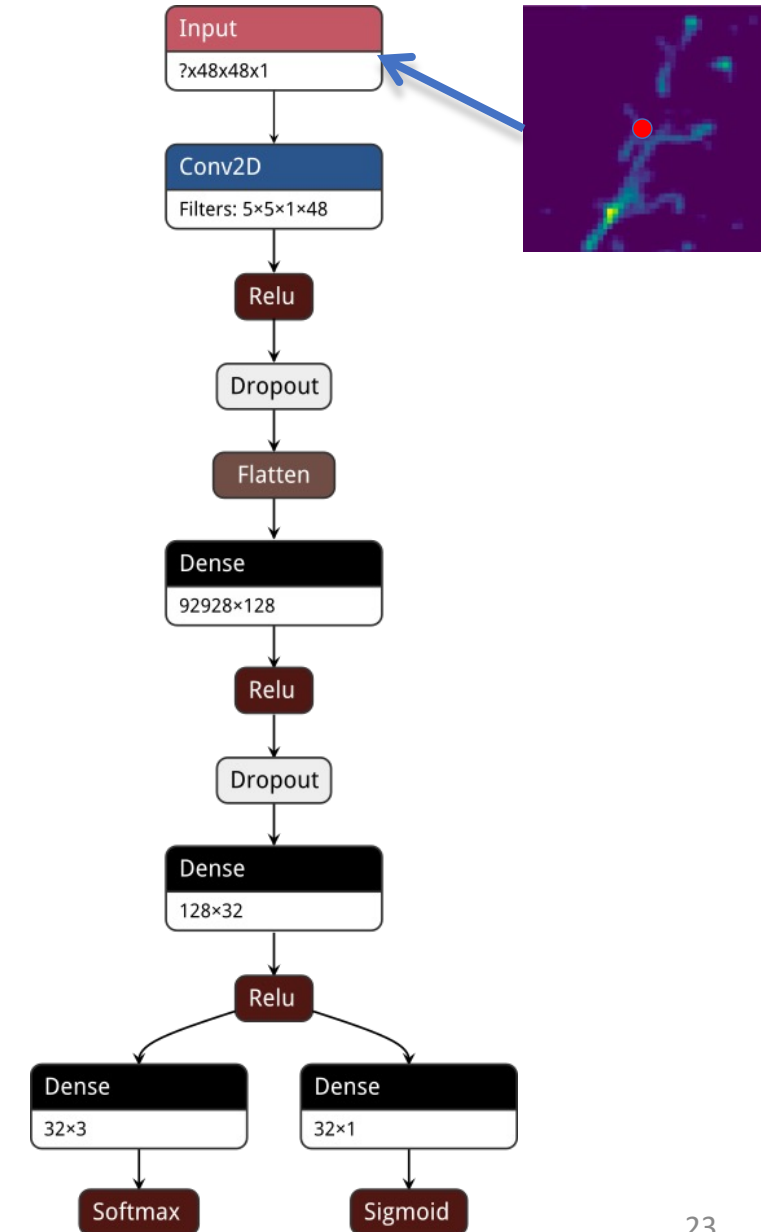 Input
?x48x48x1
Conv2D
Filters: 5×5×1×48
Relu
Dropout
Flatten
Dense
92928×128
Relu
Dropout
Dense
128×32
Relu
Dense
32×3
Dense
32×1
Softmax
Sigmoid
23